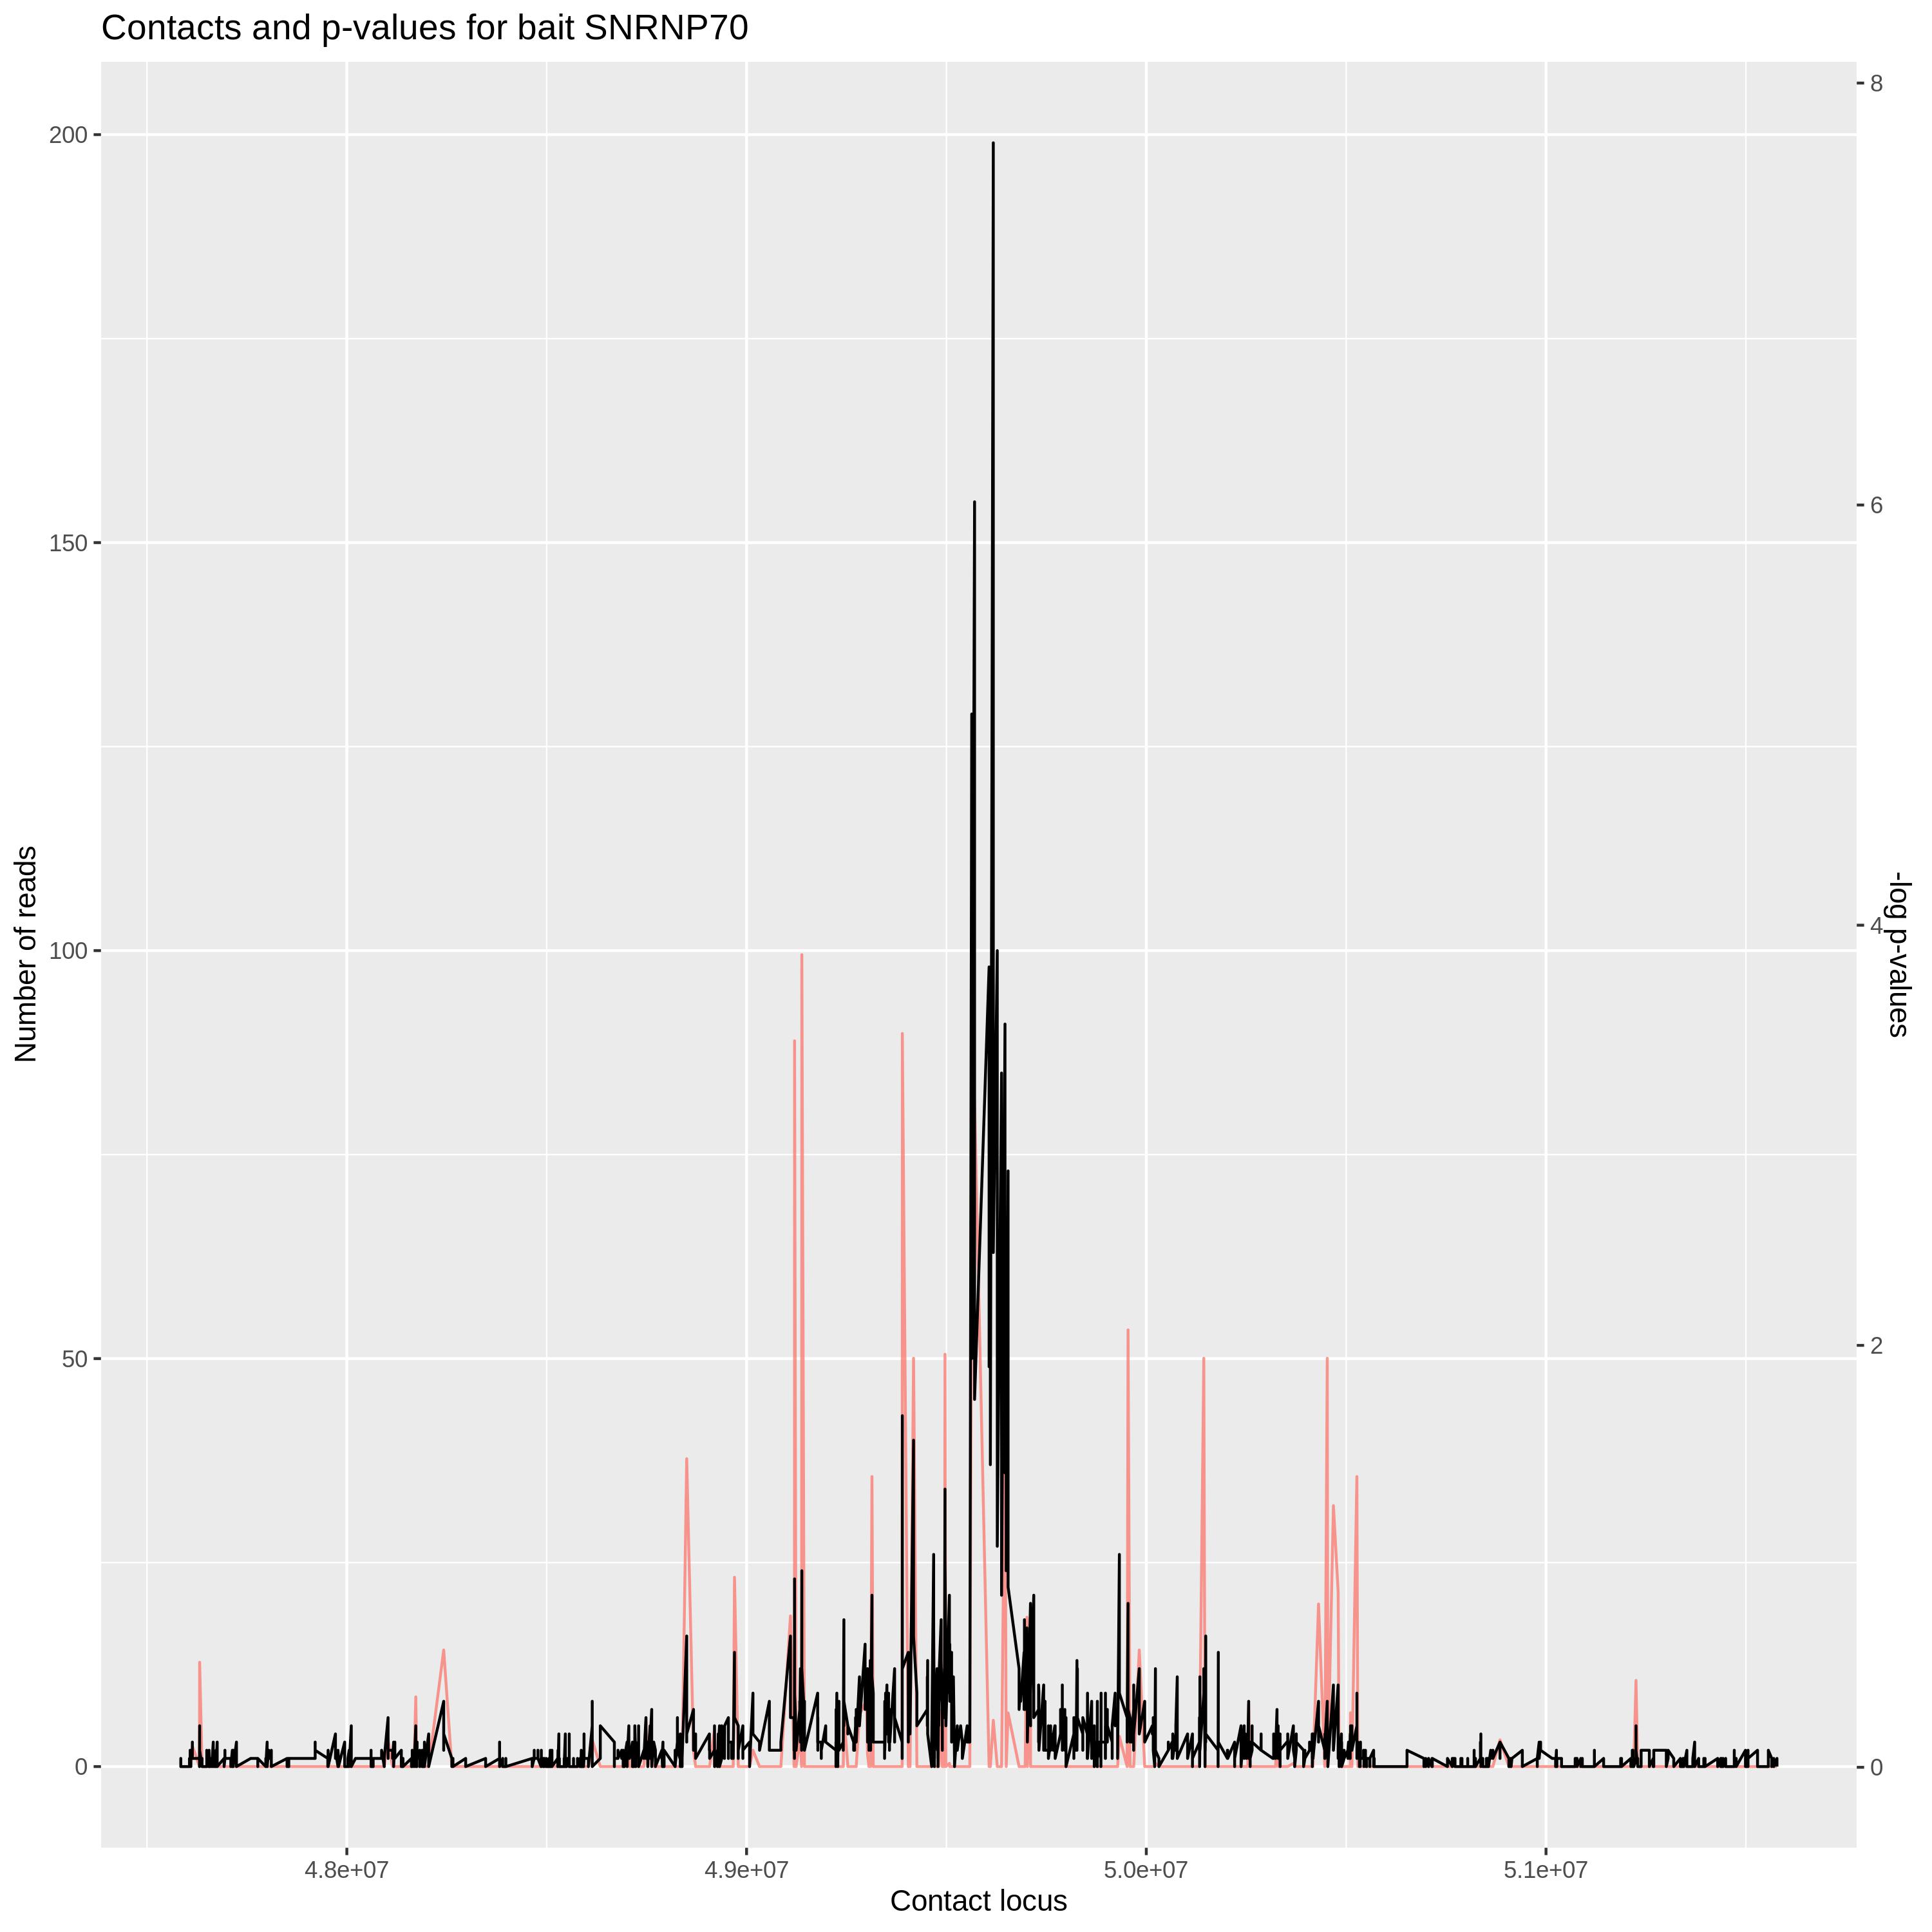 Contacts and p-values for bait SNRNP70
200
150
100
50
0
Number of reads
8
6
4
2
0
-log p-values
4.8e+07
4.9e+07
5.0e+07
5.1e+07
Contact locus